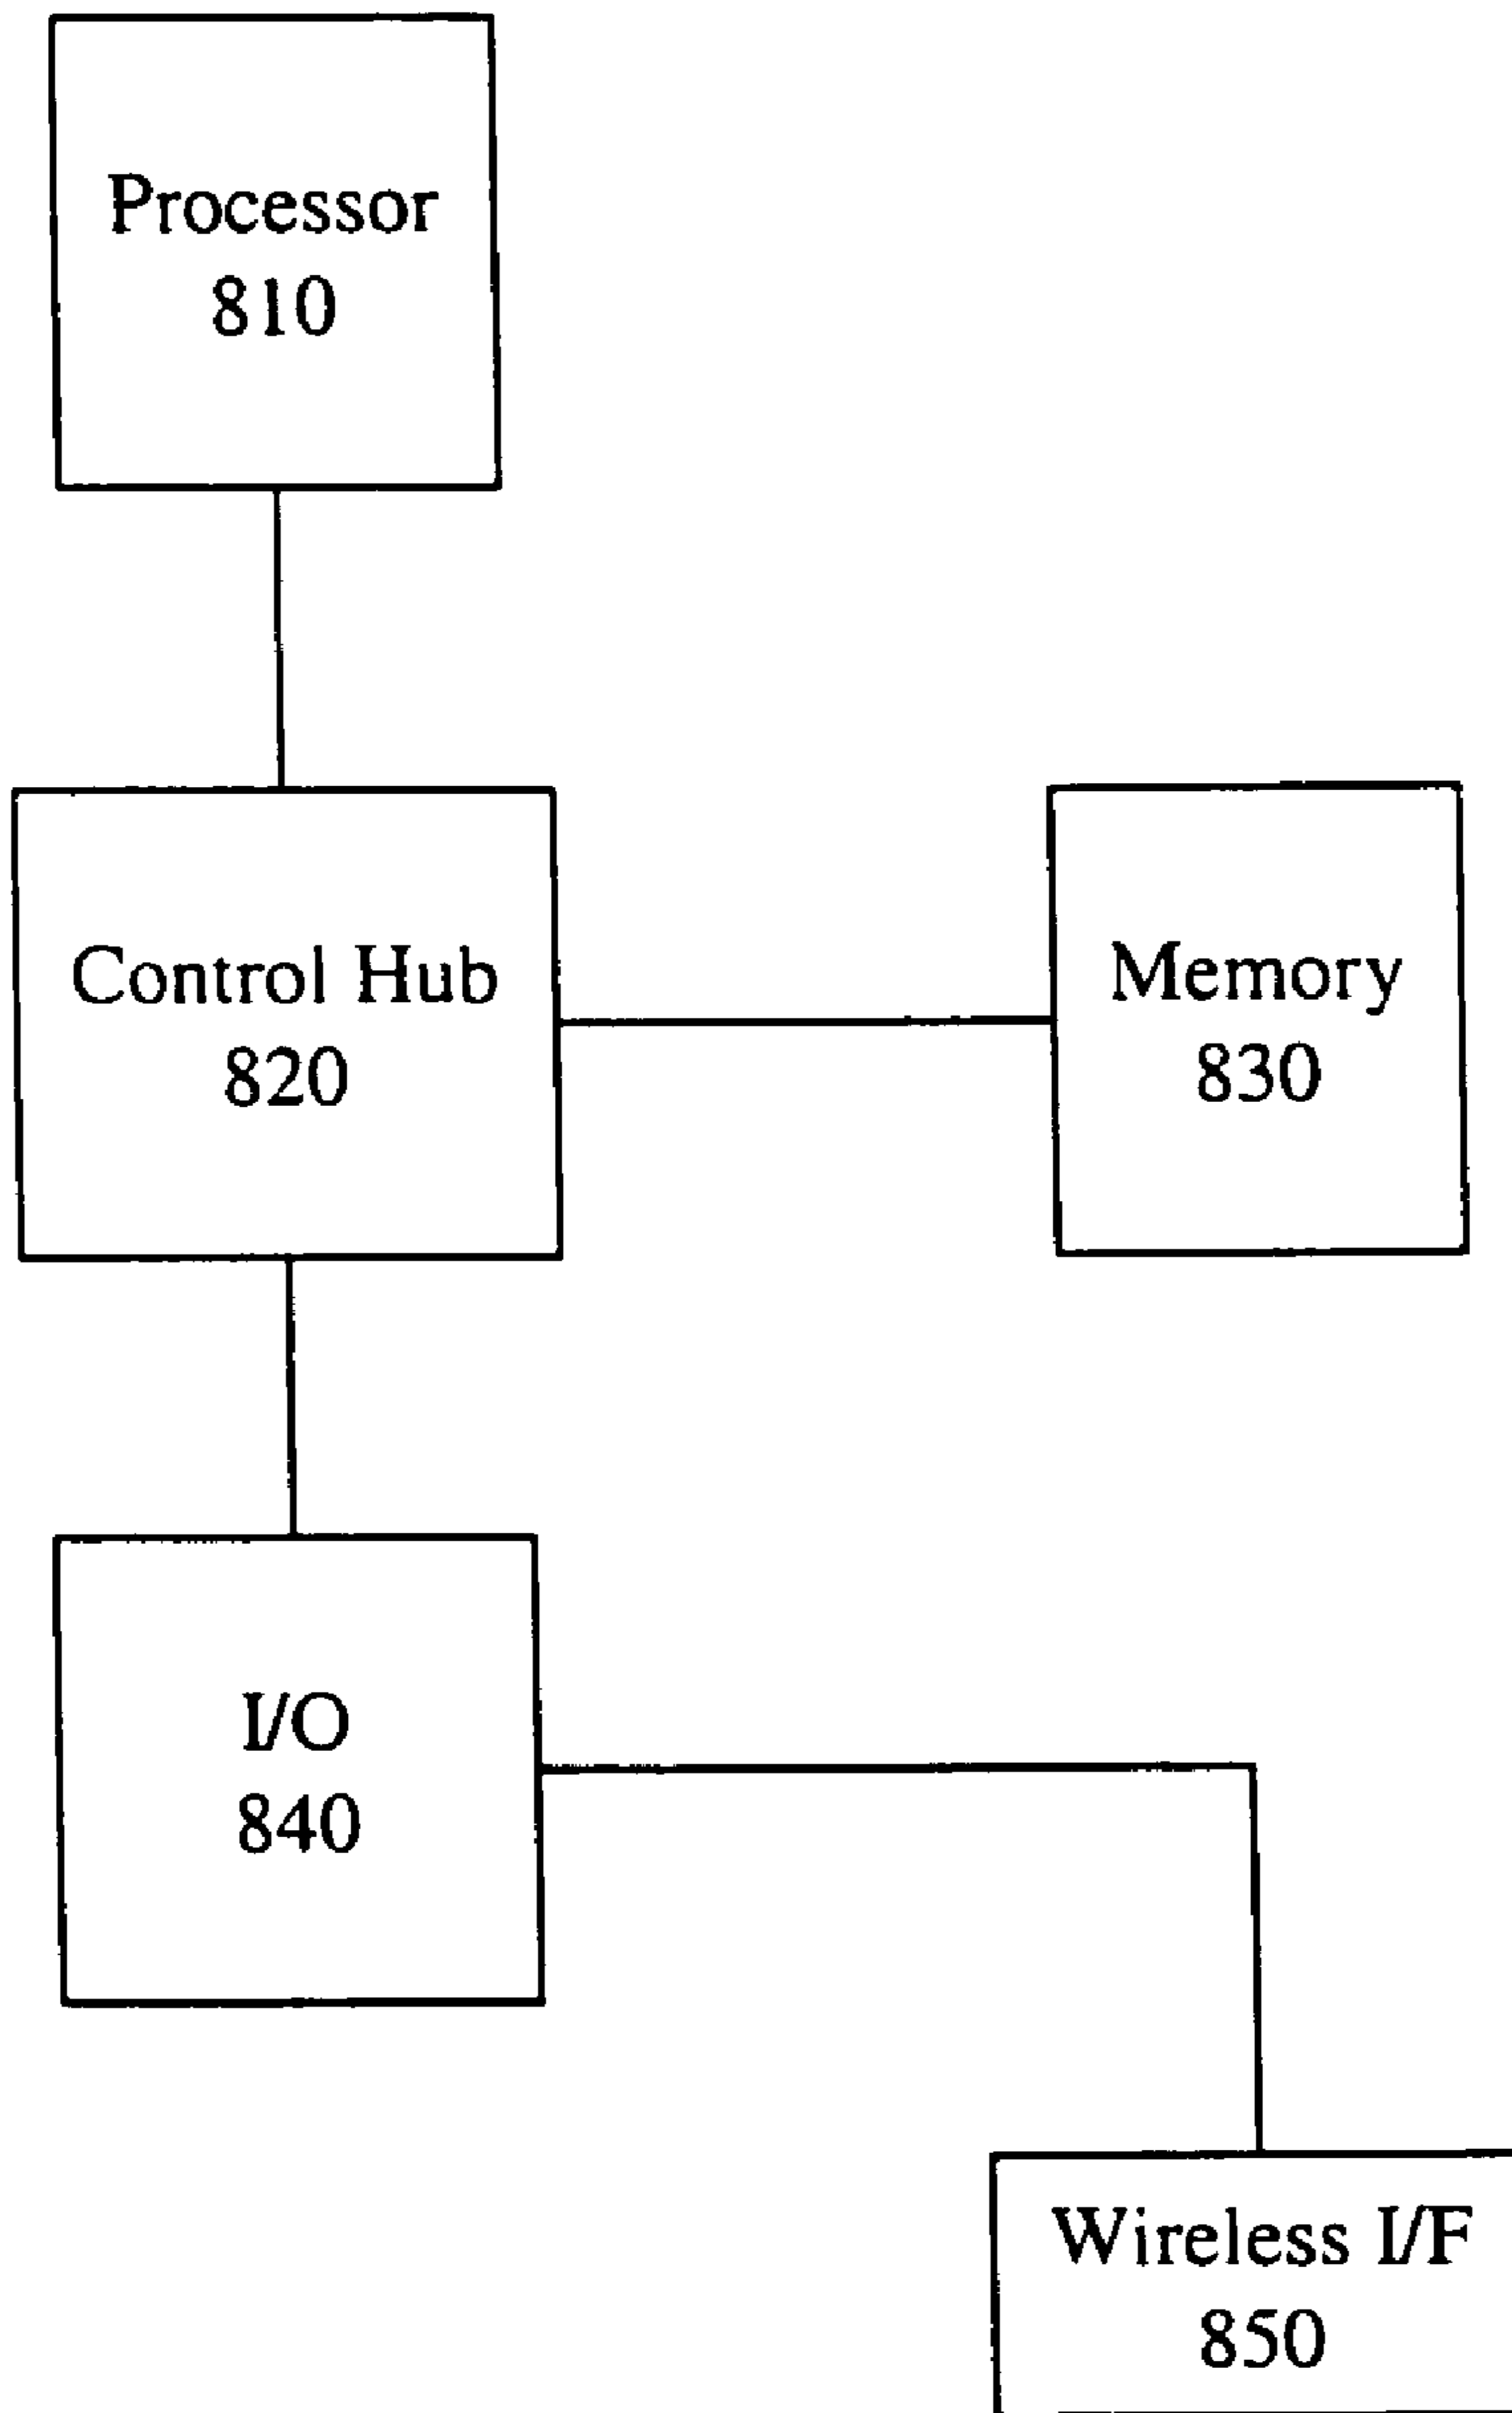 Processor
810
Control Hub
820
Memory
830
I/O
840
Wireless I/F
850